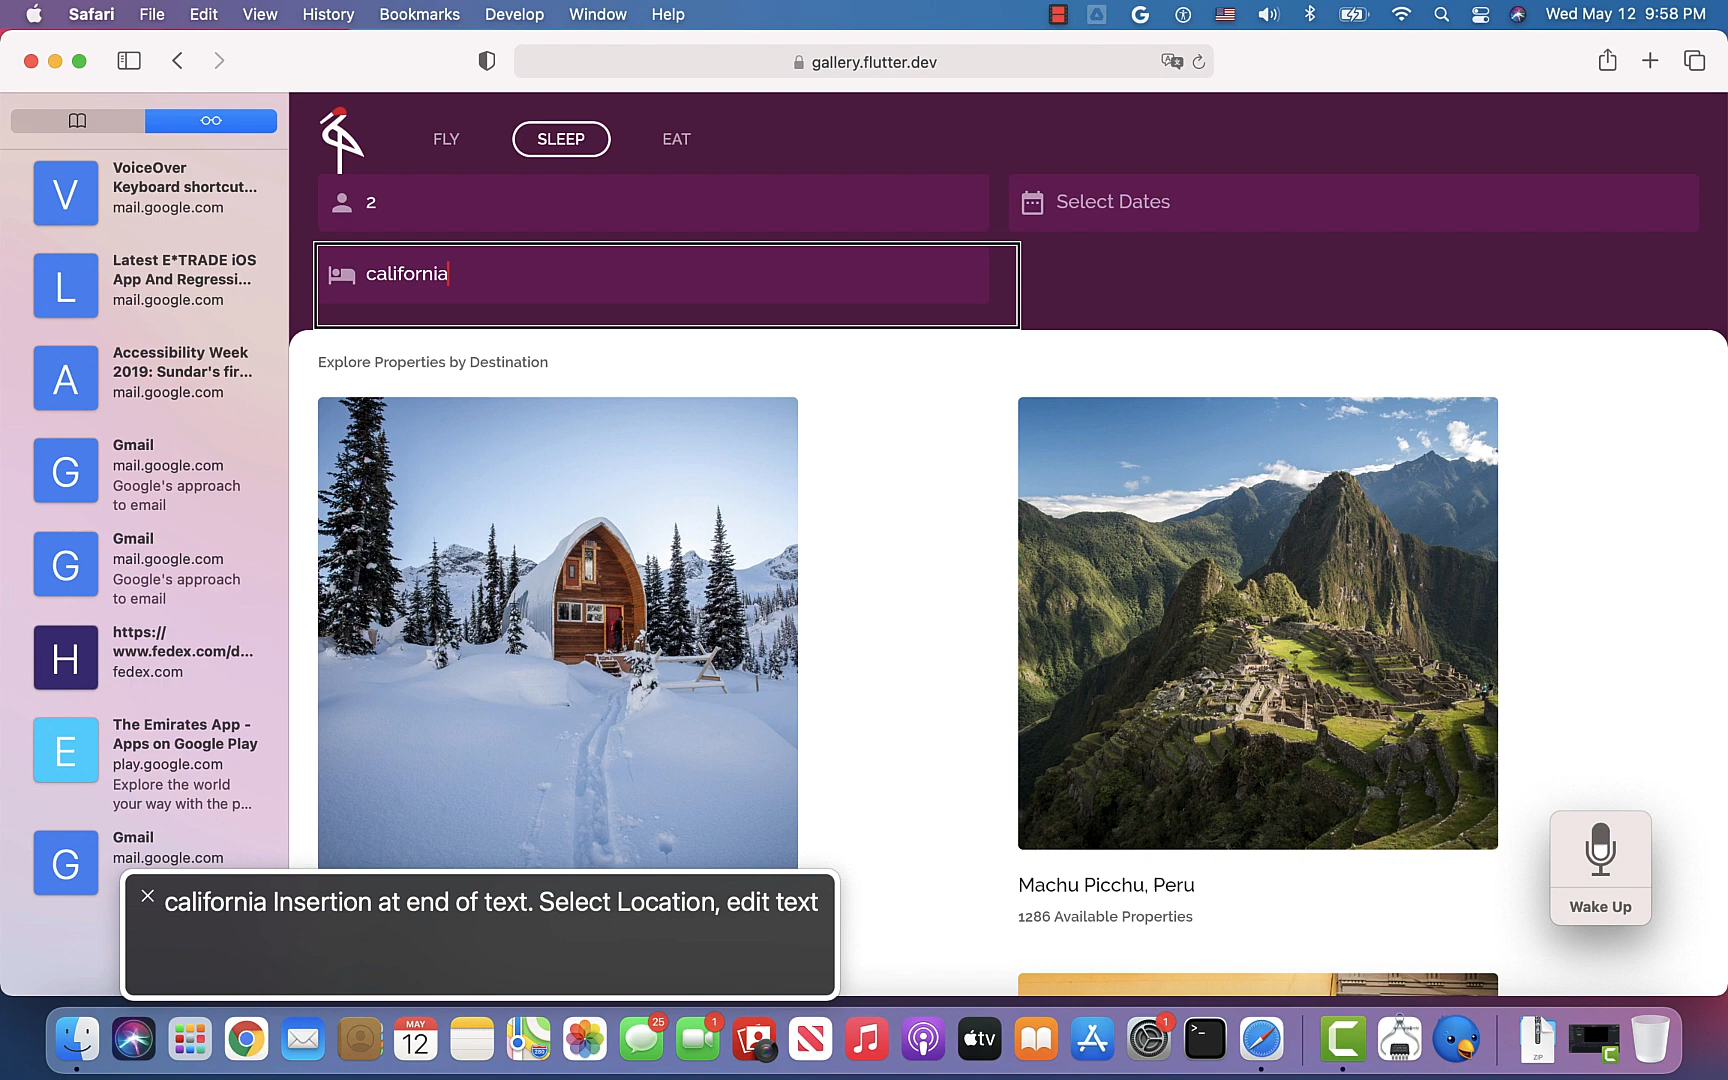 Safari File Edit View History Bookmarks Develop Window Help
Wed May 12 9:58 PM
gallery.flutter.dev
VoiceOver
Keyboard shortcut...
mail.google.com
Latest E*TRADE iOS
App And Regressi...
mail.google.com
Accessibility Week
2019: Sundar's fir...
mail.google.com
Gmail
mail.google.com
Google's approach
to email
Gmail
mail.google.com
Google's approach
to email
https://
www.fedex.com/d...
fedex.com
The Emirates App -
Apps on Google Play
play.google.com
Explore the world
your way with the p...
Gmail
mail.google.com
V
L
A
G
G
H
E
G
FLY SLEEP EAT
2
Select Dates
california
Explore Properties by Destination
Machu Picchu, Peru
1286 Available Properties
Wake Up
california Insertion at end of text. Select Location, edit text
MAY
12
280
25
1
tv
1
>_
ZIP